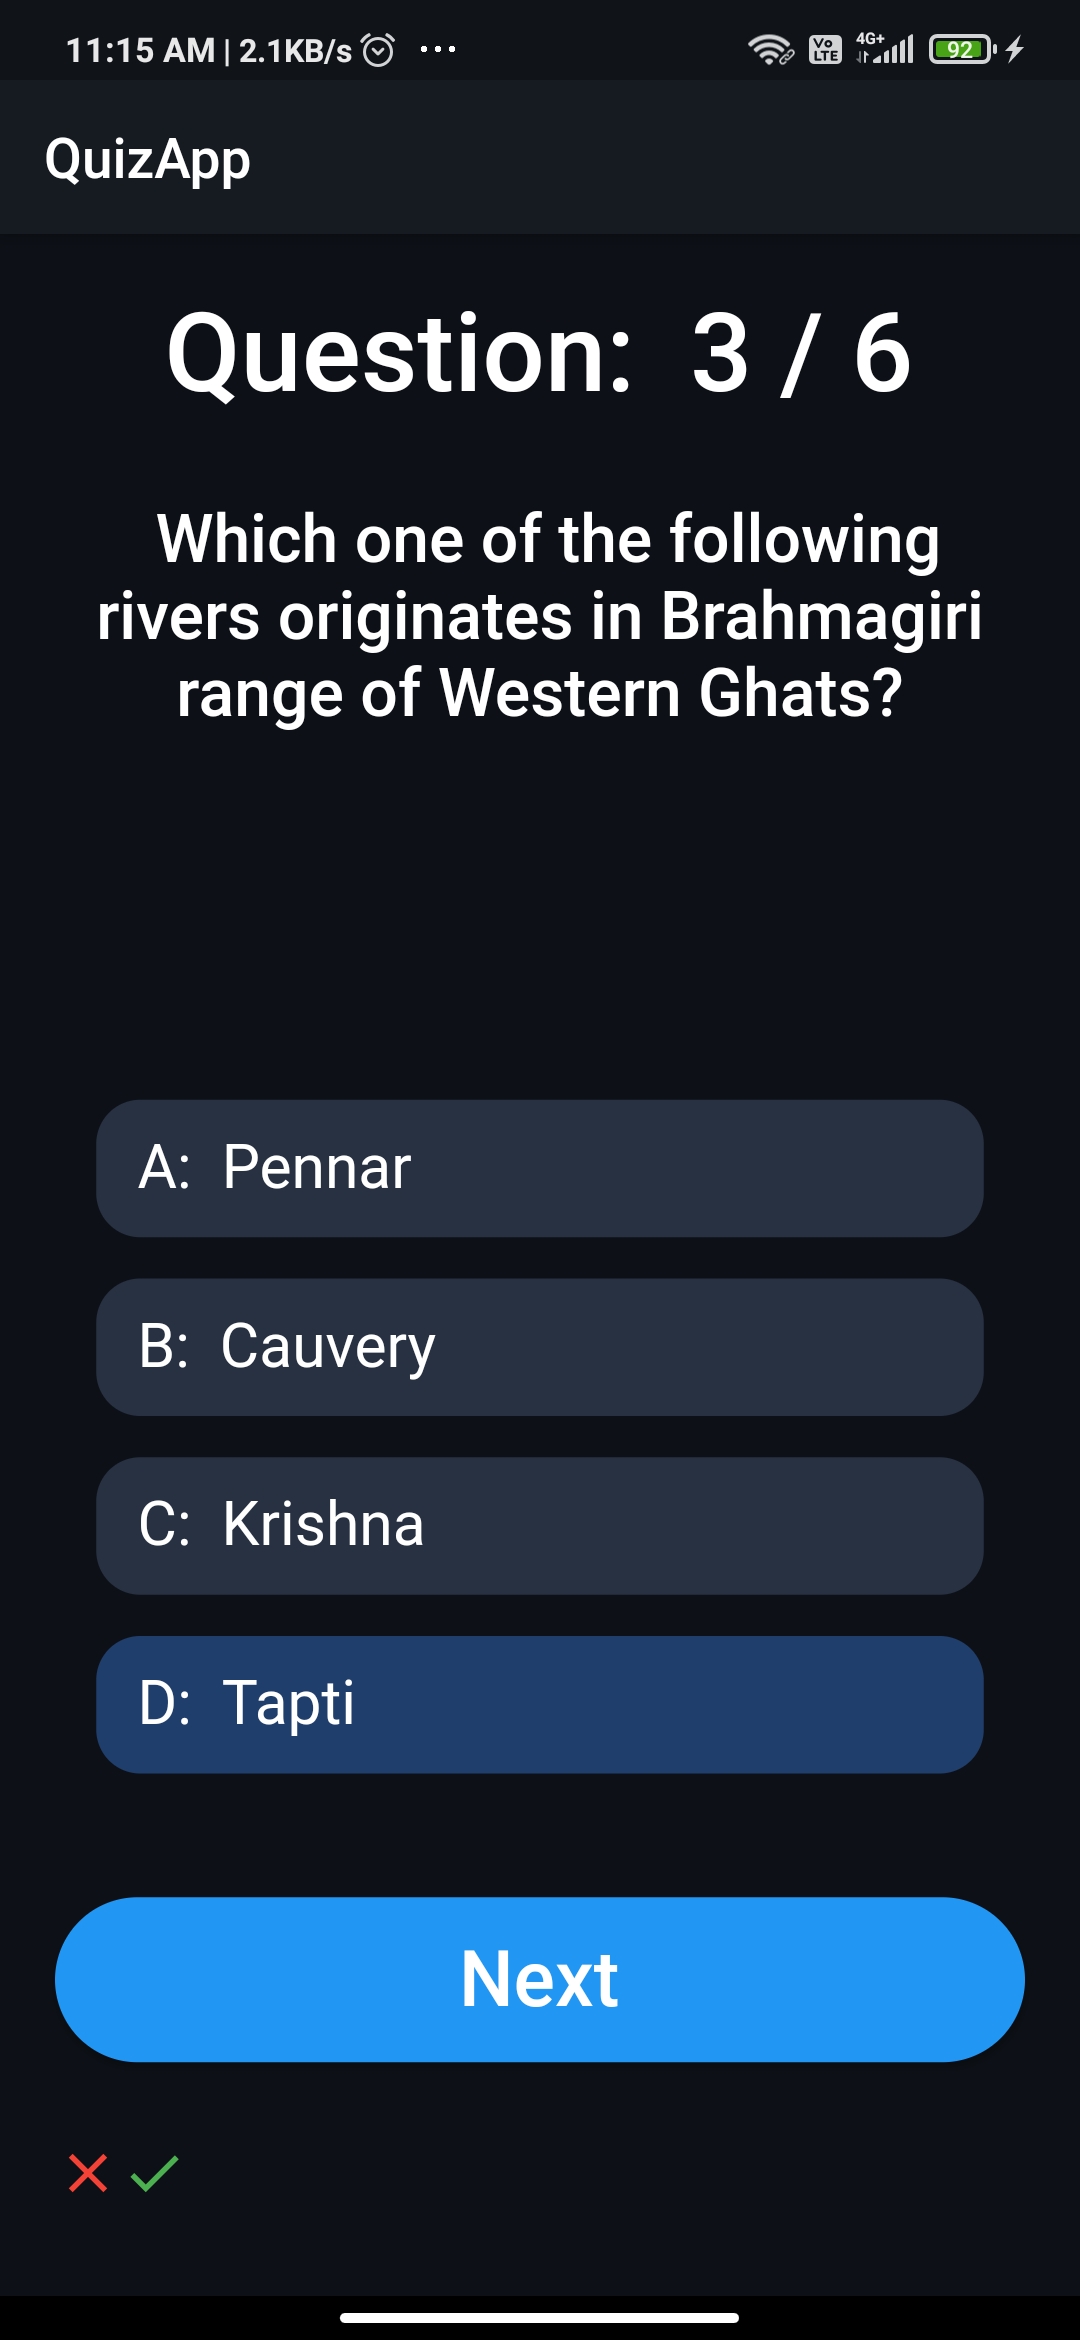 11:15 AM | 2.1KB/s ...
Vo LTE 4G+ 92
QuizApp
Question: 3 / 6
Which one of the following
rivers originates in Brahmagiri
range of Western Ghats?
A: Pennar
B: Cauvery
C: Krishna
D: Tapti
Next